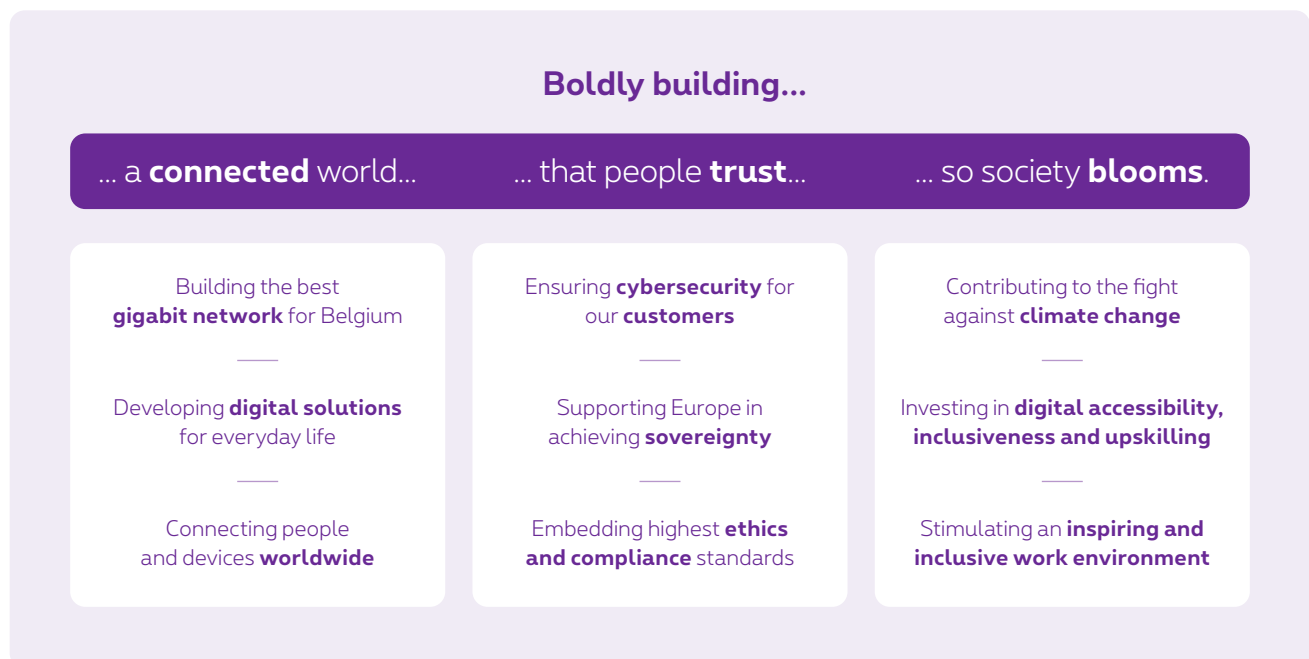 Boldly building...
... a connected world...
... that people trust...
... so society blooms.
Building the best
gigabit network for Belgium
Developing digital solutions
for everyday life
Connecting people
and devices worldwide
Ensuring cybersecurity for
our customers
Supporting Europe in
achieving sovereignty
Embedding highest ethics
and compliance standards
Contributing to the fight
against climate change
Investing in digital accessibility,
inclusiveness and upskilling
Stimulating an inspiring and
inclusive work environment